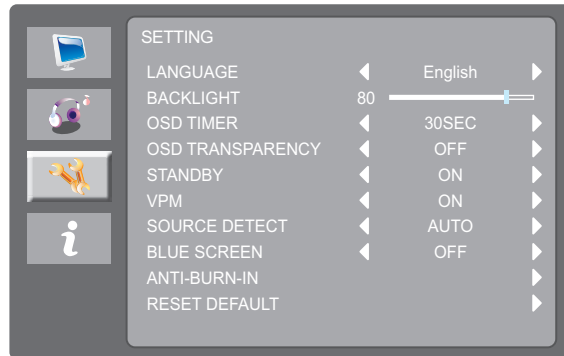 SETTING
LANGUAGE English
BACKLIGHT 80
OSD TIMER 30SEC
OSD TRANSPARENCY OFF
STANDBY ON
VPM ON
SOURCE DETECT AUTO
BLUE SCREEN OFF
ANTI-BURN-IN
RESET DEFAULT